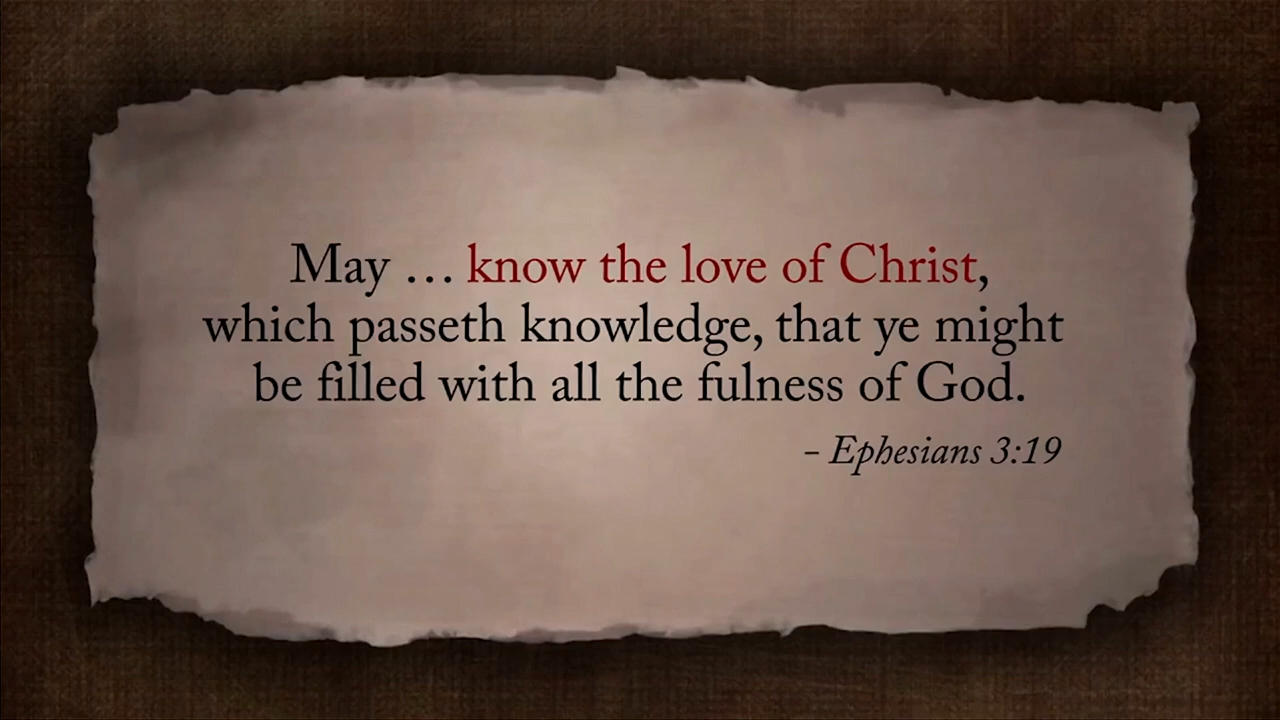 May … know the love of Christ,
which passeth knowledge, that ye might
be filled with all the fulness of God.
– Ephesians 3:19